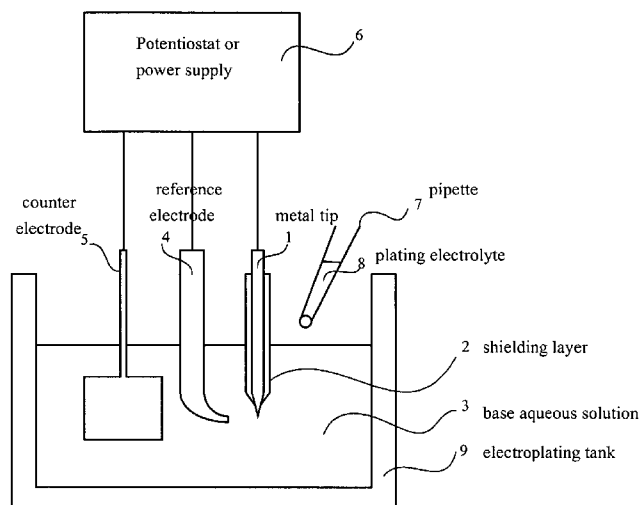 6
Potentiostat or
power supply
counter
electrode
5
reference
electrode
4
metal tip
1
7
pipette
8
plating electrolyte
2 shielding layer
3 base aqueous solution
9 electroplating tank